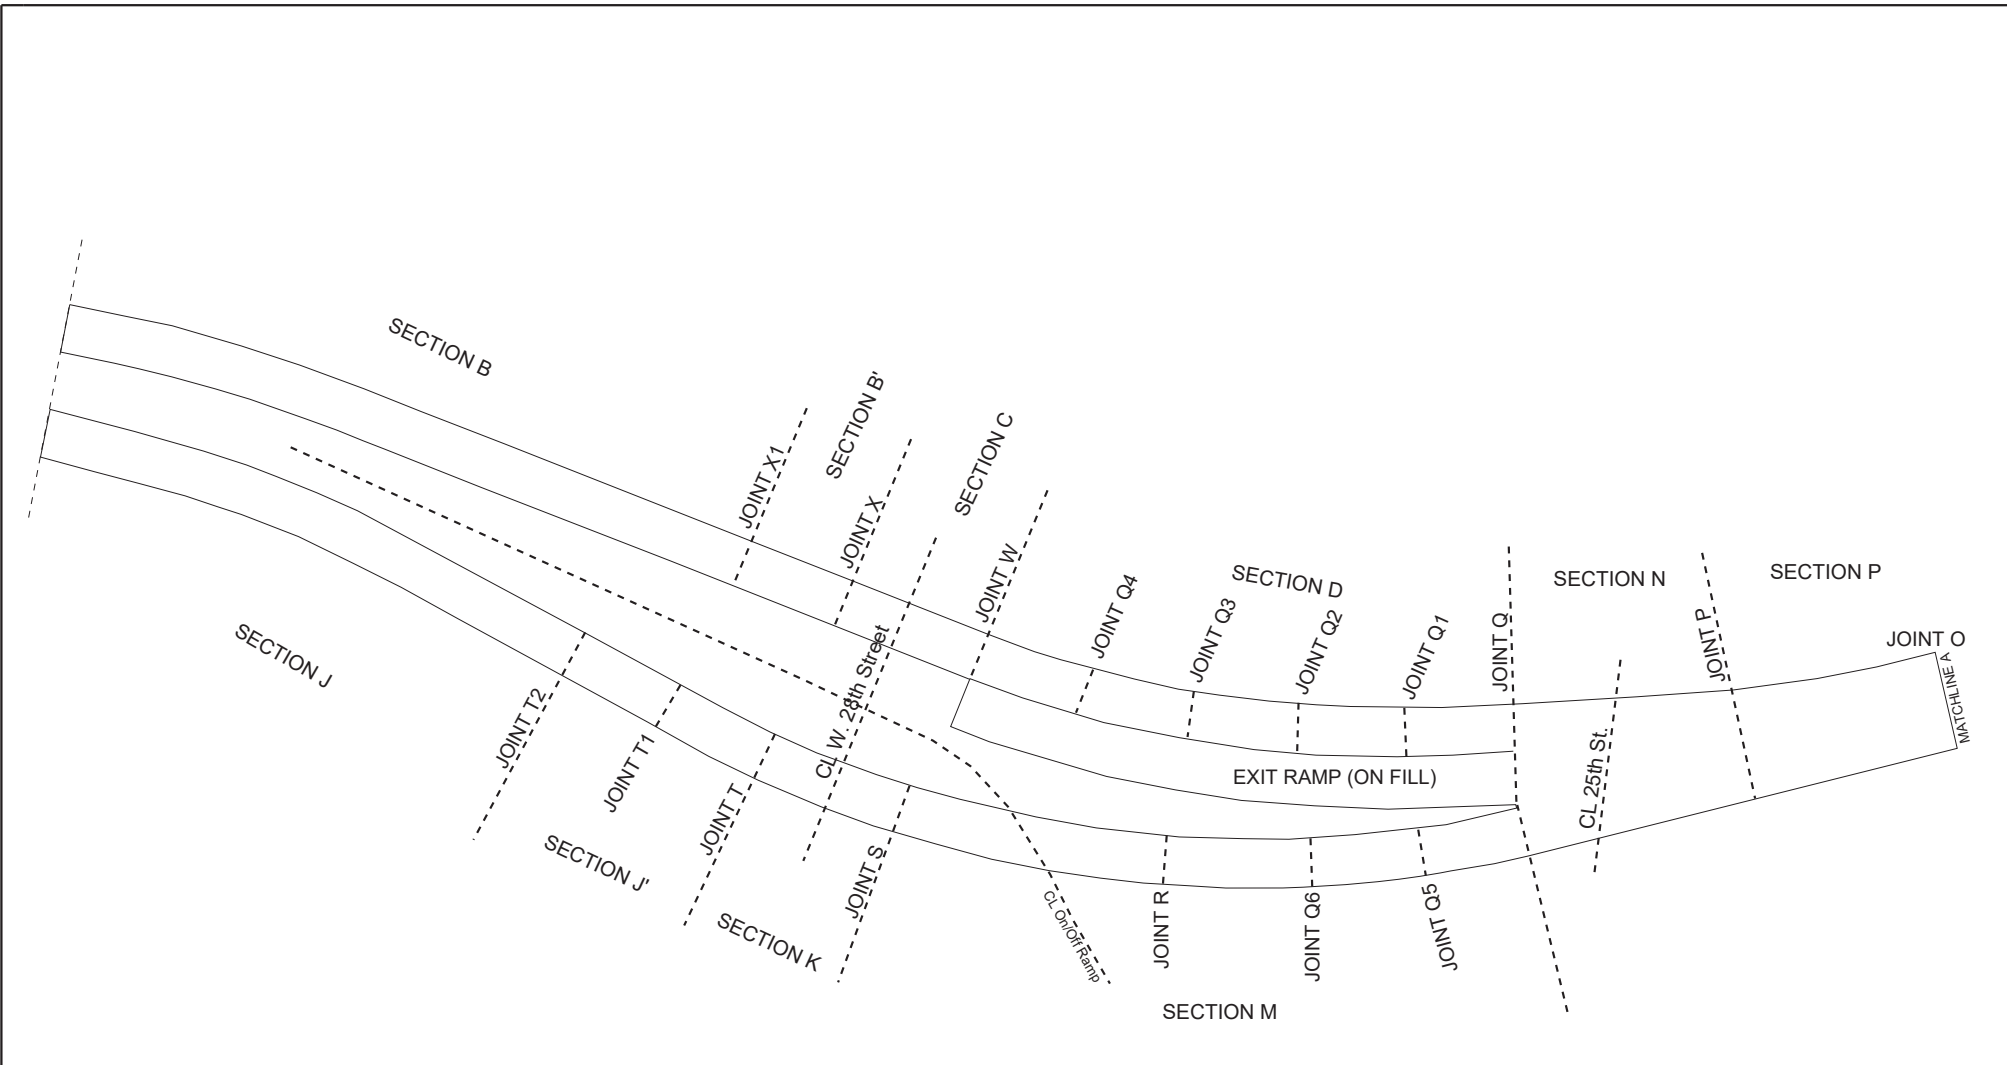 SECTION B
SECTION B'
SECTION C
JOINT X1
JOINT X
JOINT W
CL W. 28th Street
JOINT Q4
SECTION D
JOINT Q3
JOINT Q2
JOINT Q1
JOINT Q
SECTION N
JOINT P
SECTION P
JOINT O
MATCHLINE A
CL 25th St.
EXIT RAMP (ON FILL)
SECTION J
JOINT T2
JOINT T1
JOINT T
JOINT S
SECTION J'
SECTION K
CL On/Off Ramp
JOINT R
JOINT Q6
JOINT Q5
SECTION M